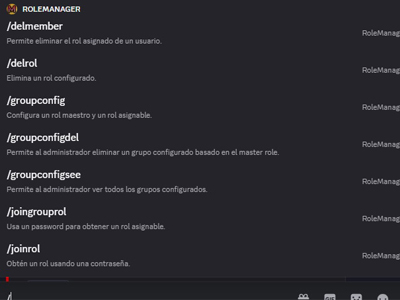 ROLEMANAGER
/delmember
Permite eliminar el rol asignado de un usuario.
RoleManag
/delrol
Elimina un rol configurado.
RoleManag
/groupconfig
Configura un rol maestro y un rol asignable.
RoleManag
/groupconfigdel
Permite al administrador eliminar un grupo configurado basado en el master role.
RoleManag
/groupconfigsee
Permite al administrador ver todos los grupos configurados.
RoleManag
/joingrouprol
Usa un password para obtener un rol asignable.
RoleManag
/joinrol
Obtén un rol usando una contraseña.
RoleManag
/